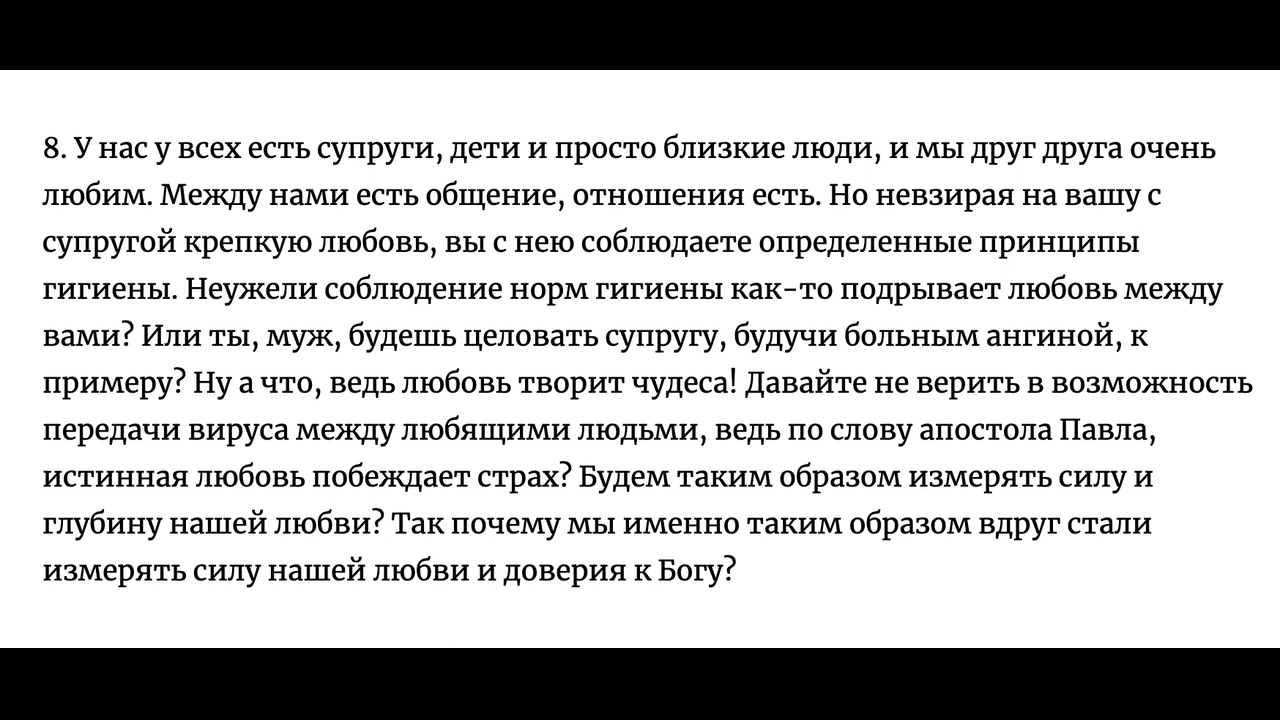 8. У нас у всех есть супруги, дети и просто близкие люди, и мы друг друга очень
любим. Между нами есть общение, отношения есть. Но невзирая на вашу с
супругой крепкую любовь, вы с нею соблюдаете определенные принципы
гигиены. Неужели соблюдение норм гигиены как-то подрывает любовь между
вами? Или ты, муж, будешь целовать супругу, будучи больным ангиной, к
примеру? Ну а что, ведь любовь творит чудеса! Давайте не верить в возможность
передачи вируса между любящими людьми, ведь по слову апостола Павла,
истинная любовь побеждает страх? Будем таким образом измерять силу и
глубину нашей любви? Так почему мы именно таким образом вдруг стали
измерять силу нашей любви и доверия к Богу?